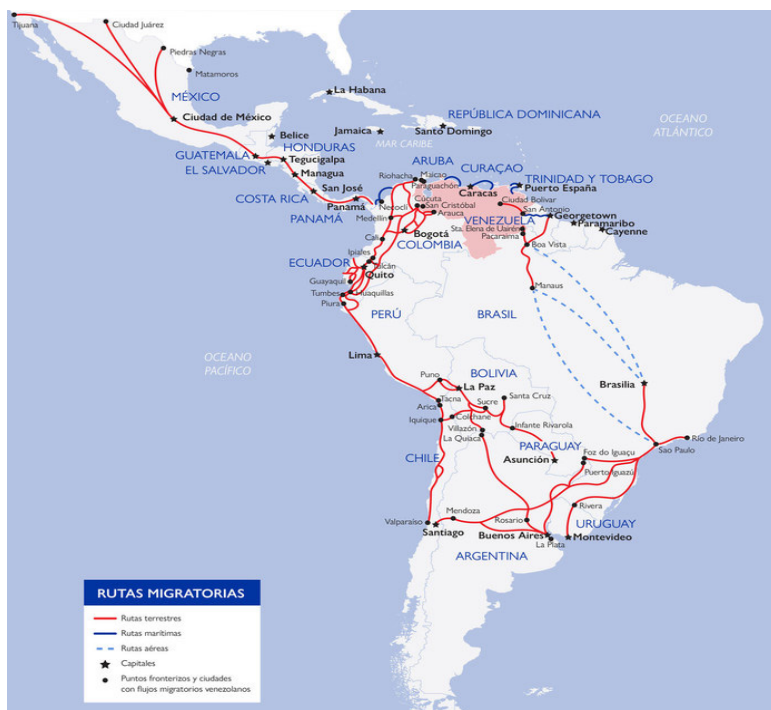 Tijuana
Ciudad Juárez
Piedras Negras
Matamoros
MÉXICO
Ciudad de México
La Habana
REPÚBLICA DOMINICANA
OCEANO
ATLÁNTICO
Belice
Jamaica
Santo Domingo
MAR CARIBE
GUATEMALA
HONDURAS
EL SALVADOR
Tegucigalpa
Managua
ARUBA
CURAÇAO
TRINIDAD Y TOBAGO
Riohacha
Maicao
Paraguachón
Caracas
Puerto España
COSTA RICA
San José
Panamá
PANAMÁ
Necoclí
Cúcuta
San Cristóbal
Arauca
Ciudad Bolivar
San Antonio
Georgetown
Paramaribo
Cayenne
Medellín
VENEZUELA
Sta. Elena de Uairén
Pacaraima
Boa Vista
Cali
Bogotá
COLOMBIA
Ipiales
Tulcán
ECUADOR
Quito
Guayaquil
Tumbes
Huaquillas
Piura
Manaus
PERÚ
BRASIL
OCEANO
PACÍFICO
Lima
BOLIVIA
Puno
La Paz
Brasilia
Tacna
Arica
Sucre
Santa Cruz
Iquique
Colchane
Villazón
La Quiaca
Infante Rivarola
PARAGUAY
Asunción
Foz do Iguaçu
Puerto Iguazú
Sao Paulo
Río de Janeiro
CHILE
Mendoza
Valparaíso
Santiago
Rosario
Rivera
URUGUAY
Buenos Aires
La Plata
Montevideo
ARGENTINA
RUTAS MIGRATORIAS
Rutas terrestres
Rutas marítimas
Rutas aéreas
Capitales
Puntos fronterizos y ciudades
con flujos migratorios venezolanos